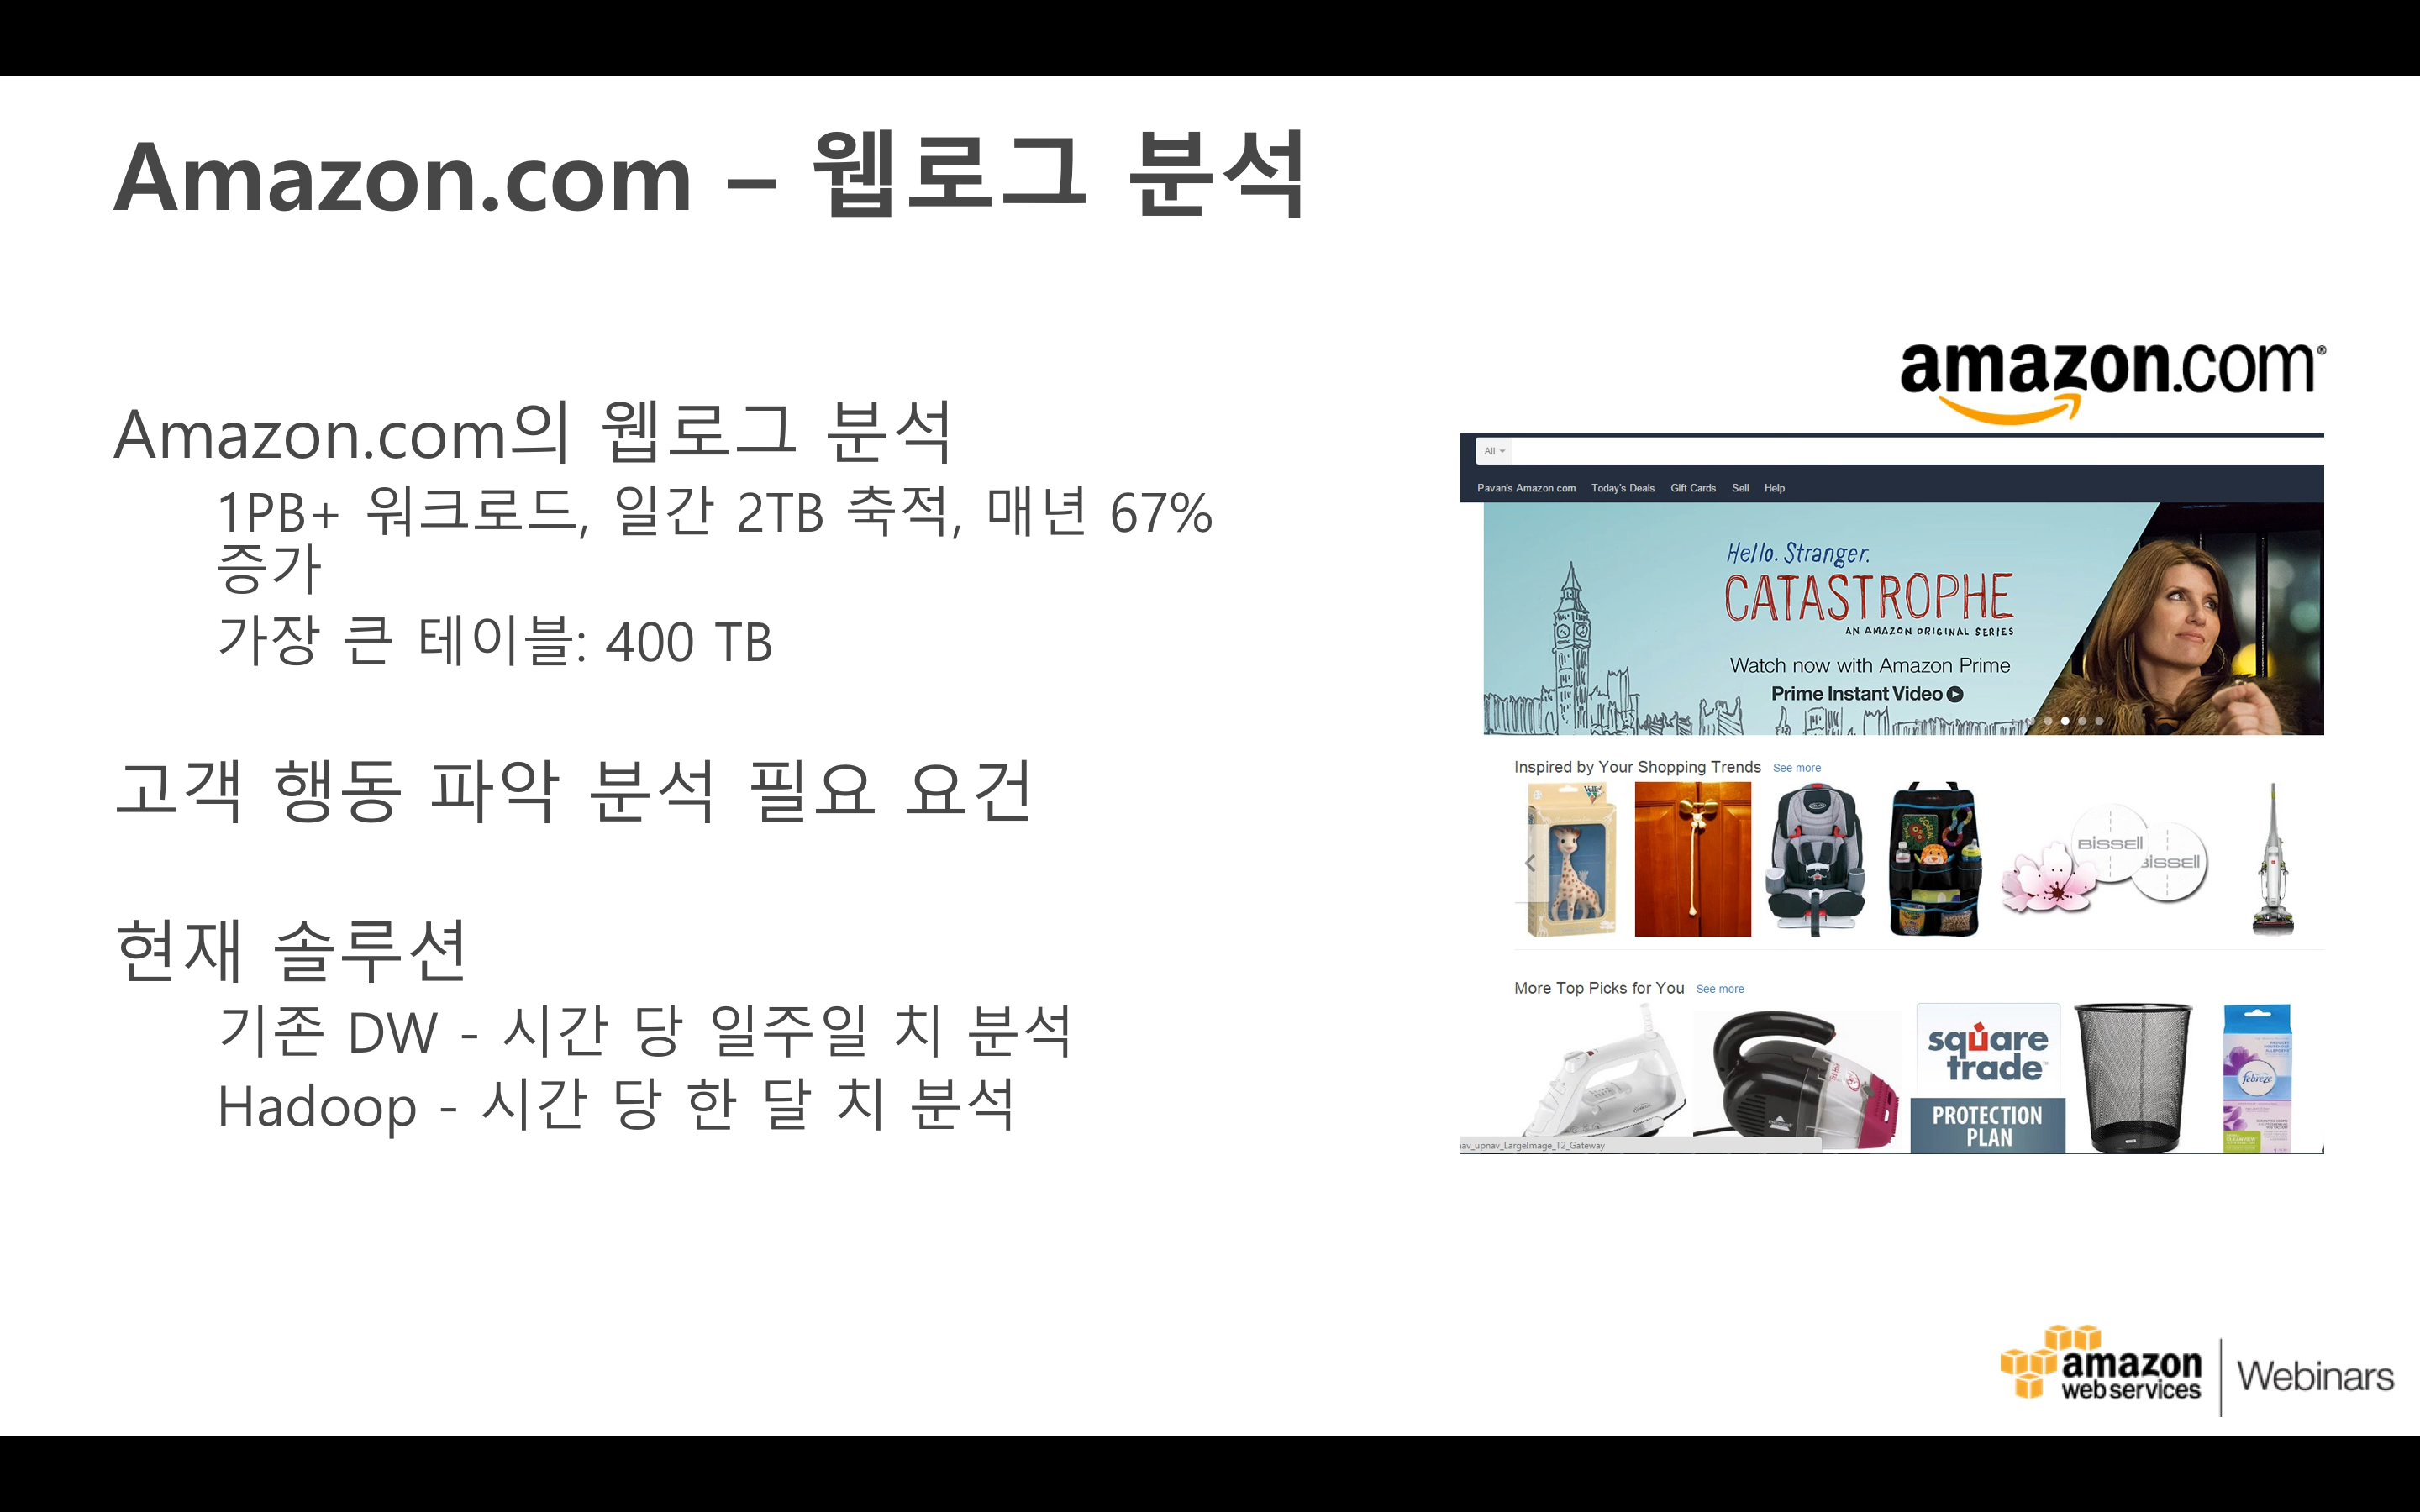 Amazon.com – 웹로그 분석
Amazon.com의 웹로그 분석
1PB+ 워크로드, 일간 2TB 축적, 매년 67%
증가
가장 큰 테이블: 400 TB
고객 행동 파악 분석 필요 요건
현재 솔루션
기존 DW - 시간 당 일주일 치 분석
Hadoop - 시간 당 한 달 치 분석
amazon.com®
All
Pavan's Amazon.com Today's Deals Gift Cards Sell Help
Hello. Stranger.
CATASTROPHE
AN AMAZON ORIGINAL SERIES
Watch now with Amazon Prime
Prime Instant Video
Inspired by Your Shopping Trends See more
Vulli
BISSELL
BISSELL
More Top Picks for You See more
square
trade
PROTECTION
PLAN
febreze
nav_upnav_LargeImage_T2_Gateway
amazon
web services
Webinars